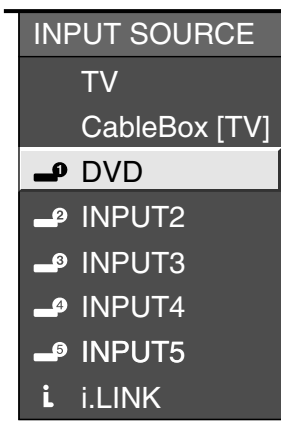 INPUT SOURCE
TV
CableBox [TV]
1 DVD
2 INPUT2
3 INPUT3
4 INPUT4
5 INPUT5
i i.LINK